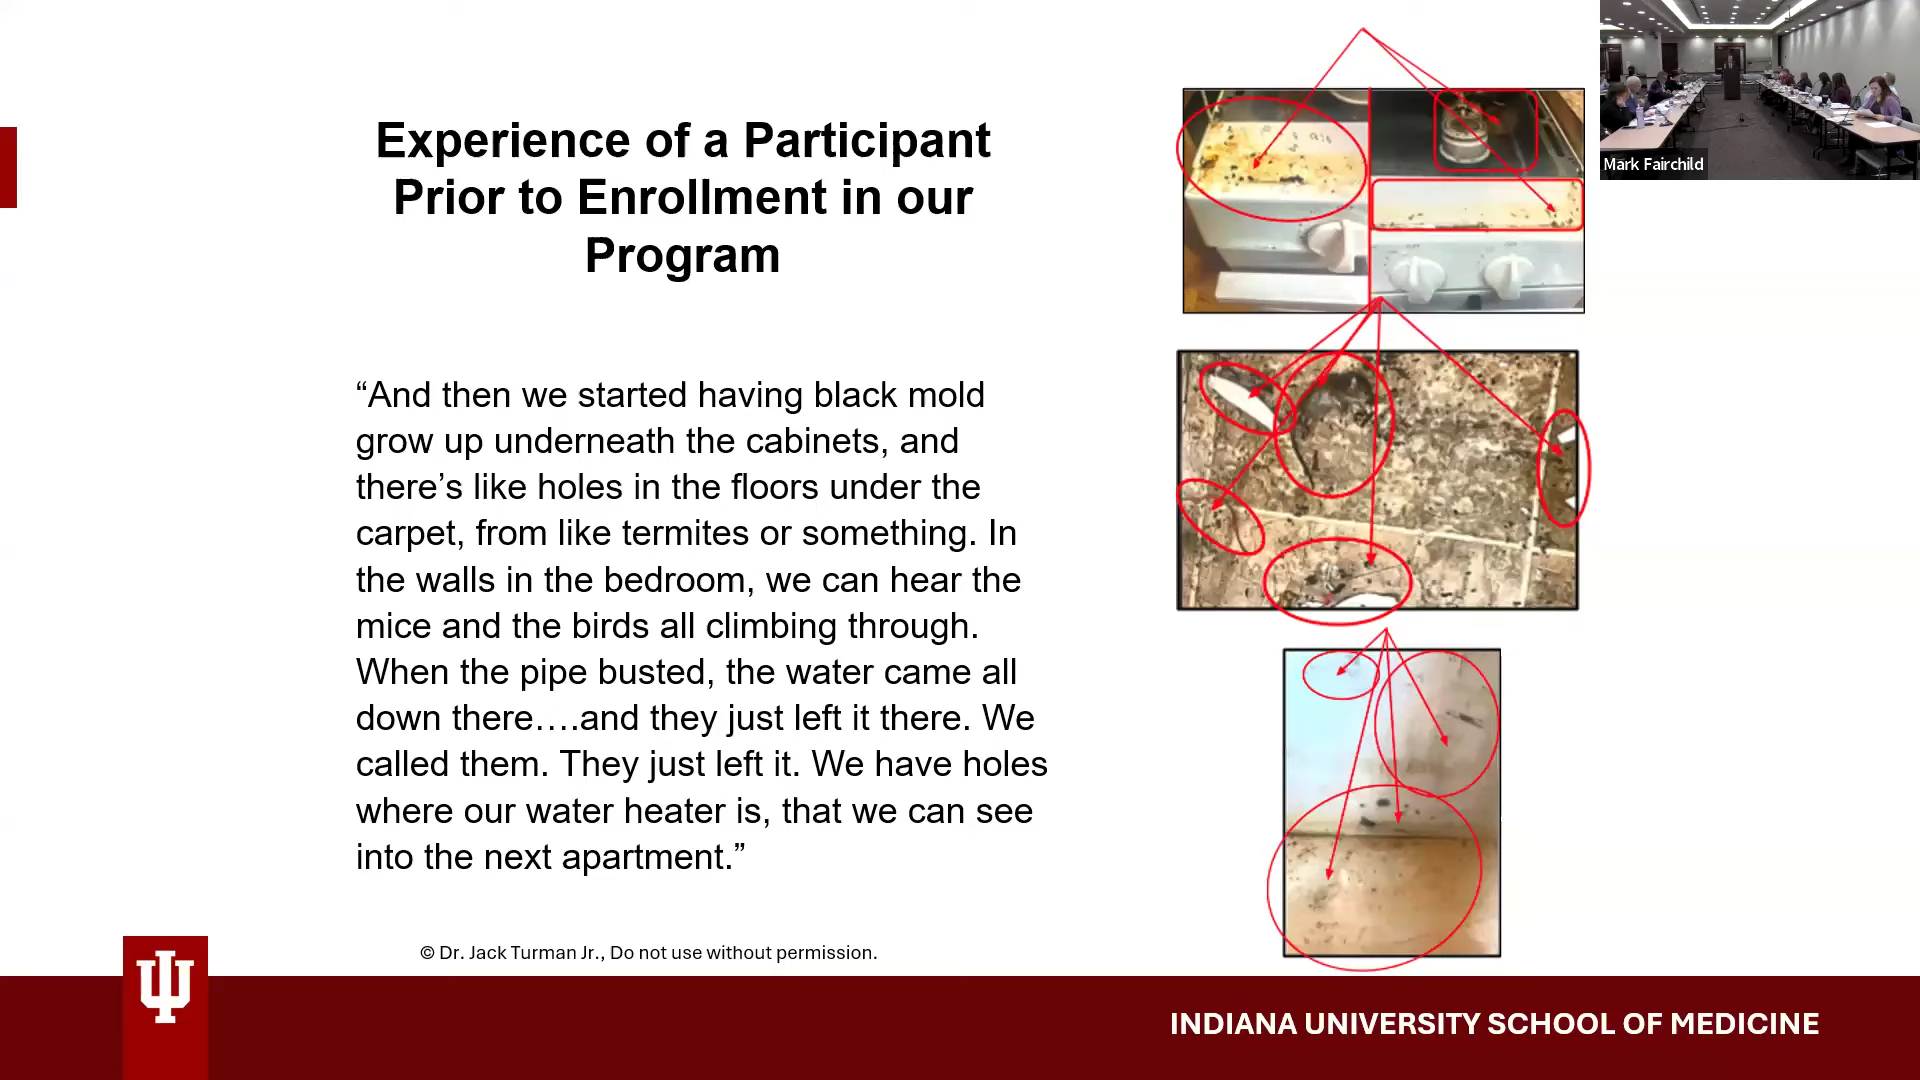 Experience of a Participant
Prior to Enrollment in our
Program
“And then we started having black mold
grow up underneath the cabinets, and
there’s like holes in the floors under the
carpet, from like termites or something. In
the walls in the bedroom, we can hear the
mice and the birds all climbing through.
When the pipe busted, the water came all
down there….and they just left it there. We
called them. They just left it. We have holes
where our water heater is, that we can see
into the next apartment.”
© Dr. Jack Turman Jr., Do not use without permission.
INDIANA UNIVERSITY SCHOOL OF MEDICINE
Mark Fairchild